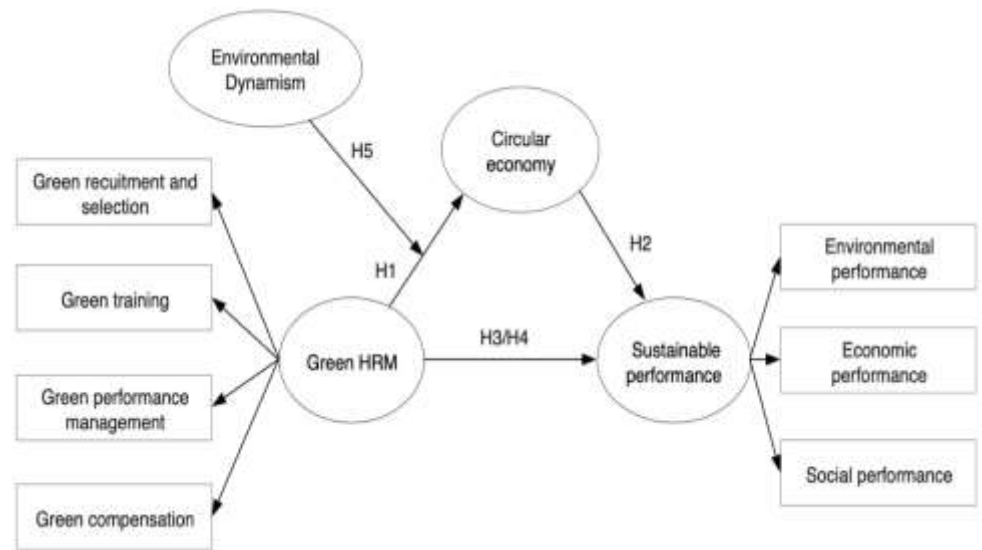 Environmental
Dynamism
Circular
economy
H5
Green recuitment and
selection
H2
Environmental
performance
H1
Green training
H3/H4
Green HRM
Sustainable
performance
Economic
performance
Green performance
management
Social performance
Green compensation